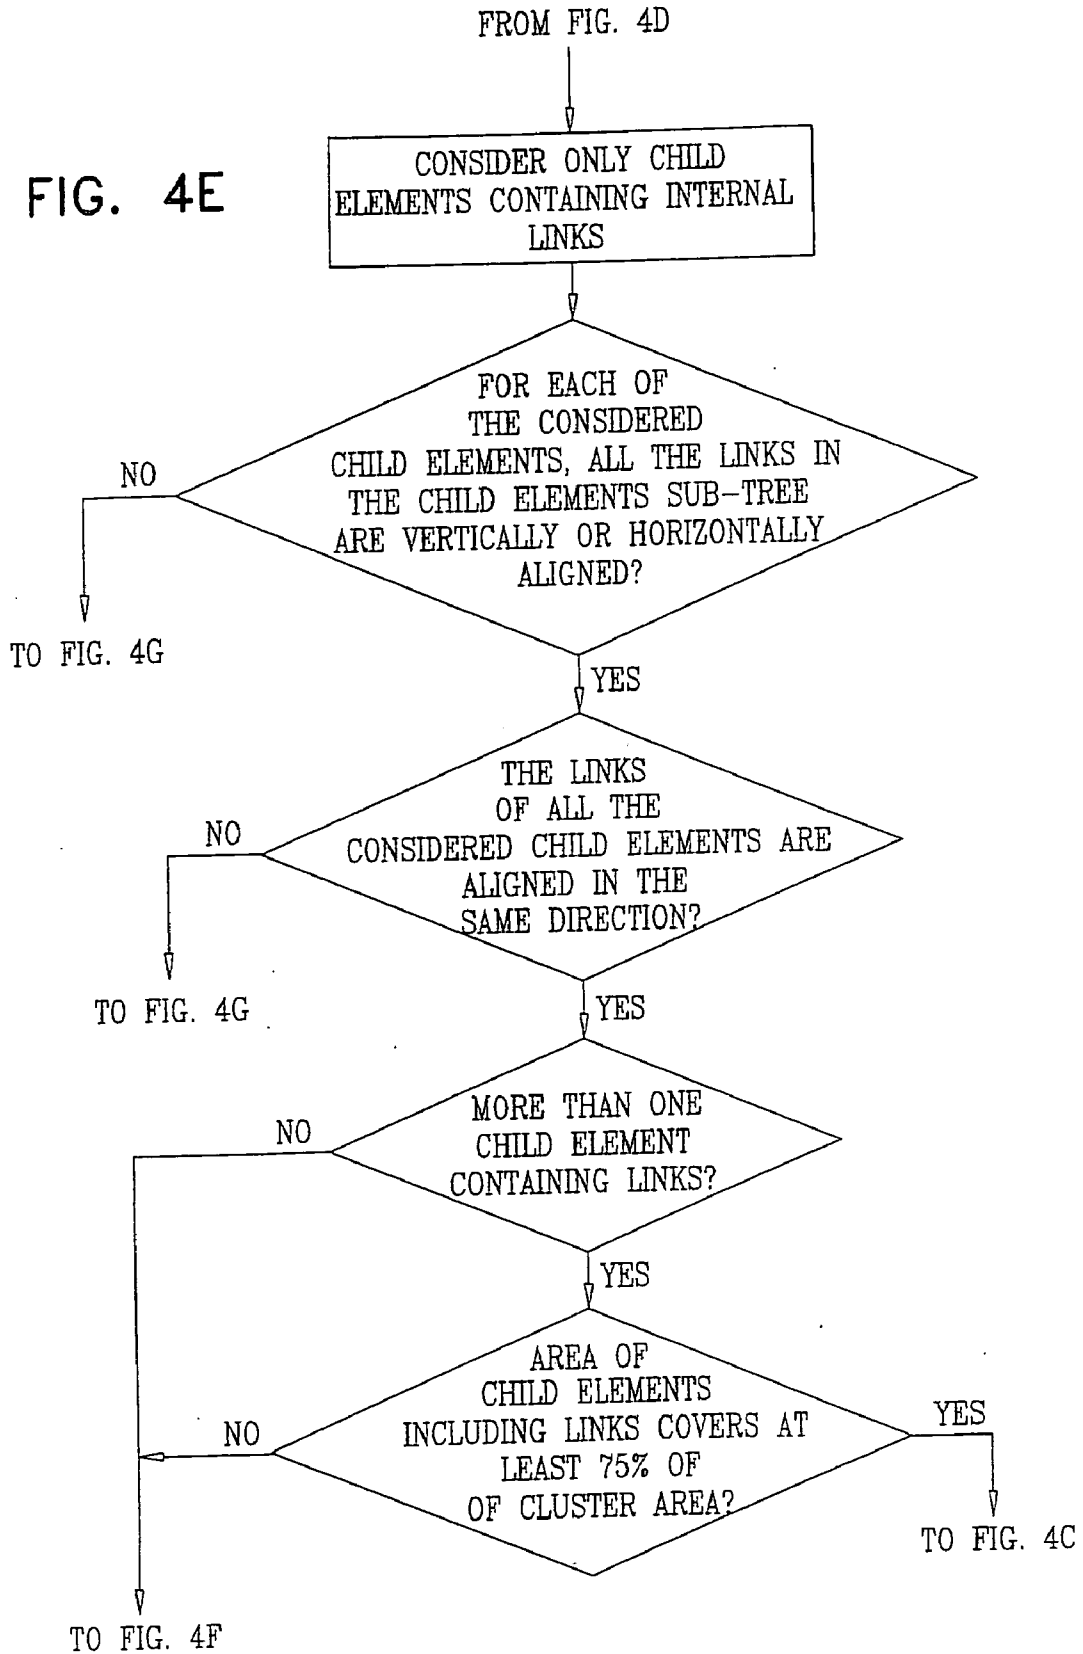 FROM FIG. 4D
FIG. 4E
CONSIDER ONLY CHILD
ELEMENTS CONTAINING INTERNAL
LINKS
FOR EACH OF
THE CONSIDERED
CHILD ELEMENTS, ALL THE LINKS IN
THE CHILD ELEMENTS SUB-TREE
ARE VERTICALLY OR HORIZONTALLY
ALIGNED?
NO
TO FIG. 4G
YES
THE LINKS
OF ALL THE
CONSIDERED CHILD ELEMENTS ARE
ALIGNED IN THE
SAME DIRECTION?
NO
TO FIG. 4G
YES
MORE THAN ONE
CHILD ELEMENT
CONTAINING LINKS?
NO
YES
AREA OF
CHILD ELEMENTS
INCLUDING LINKS COVERS AT
LEAST 75% OF
OF CLUSTER AREA?
NO
YES
TO FIG. 4C
TO FIG. 4F